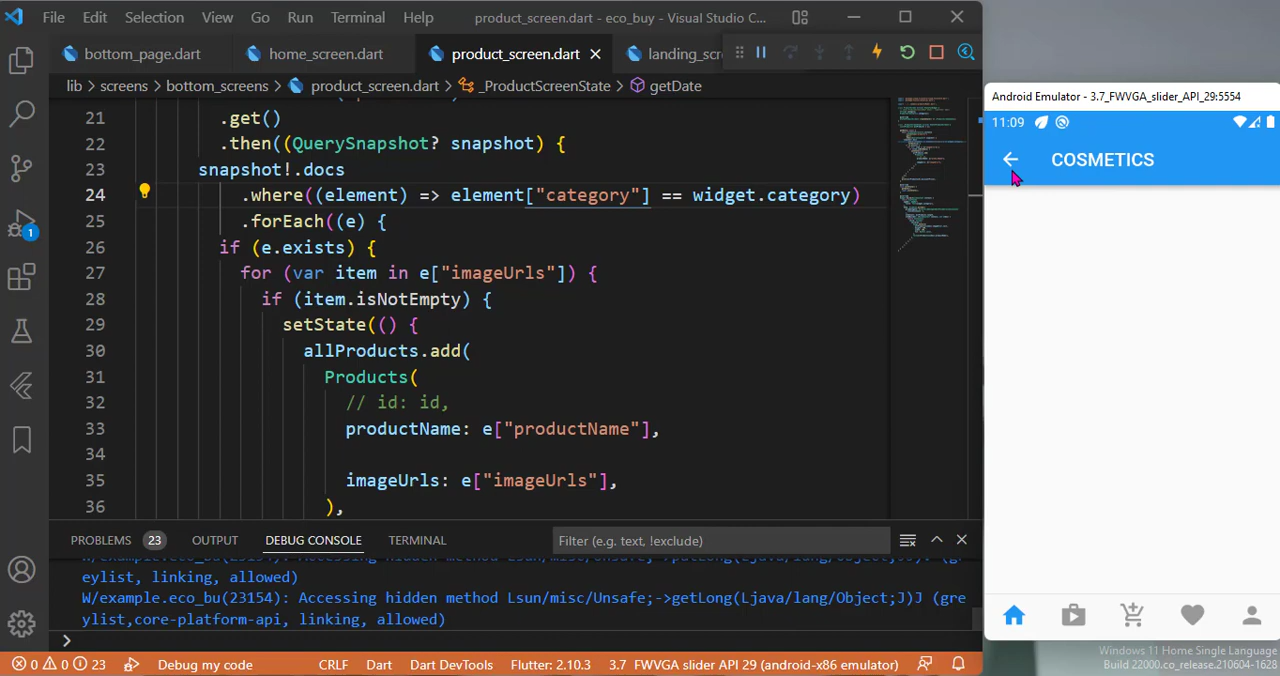 File Edit Selection View Go Run Terminal Help product_screen.dart - eco_buy - Visual Studio C...
bottom_page.dart home_screen.dart product_screen.dart landing_scr
lib > screens > bottom_screens > product_screen.dart > _ProductScreenState > getDate
21 .get()
22 .then((QuerySnapshot? snapshot) {
23 snapshot!.docs
24 .where((element) => element["category"] == widget.category)
25 .forEach((e) {
26 if (e.exists) {
27 for (var item in e["imageUrls"]) {
28 if (item.isNotEmpty) {
29 setState(() {
30 allProducts.add(
31 Products(
32 // id: id,
33 productName: e["productName"],
34
35 imageUrls: e["imageUrls"],
36 ),
PROBLEMS 23 OUTPUT DEBUG CONSOLE TERMINAL Filter (e.g. text, !exclude)
eylist, linking, allowed)
W/example.eco_bu(23154): Accessing hidden method Lsun/misc/Unsafe;->getLong(Ljava/lang/Object;J)J (gre
ylist,core-platform-api, linking, allowed)
>
0 0 23 Debug my code CRLF Dart Dart DevTools Flutter: 2.10.3 3.7 FWVGA slider API 29 (android-x86 emulator)
1
Android Emulator - 3.7_FWVGA_slider_API_29:5554
11:09
COSMETICS
Windows 11 Home Single Language
Build 22000.co_release.210604-1628